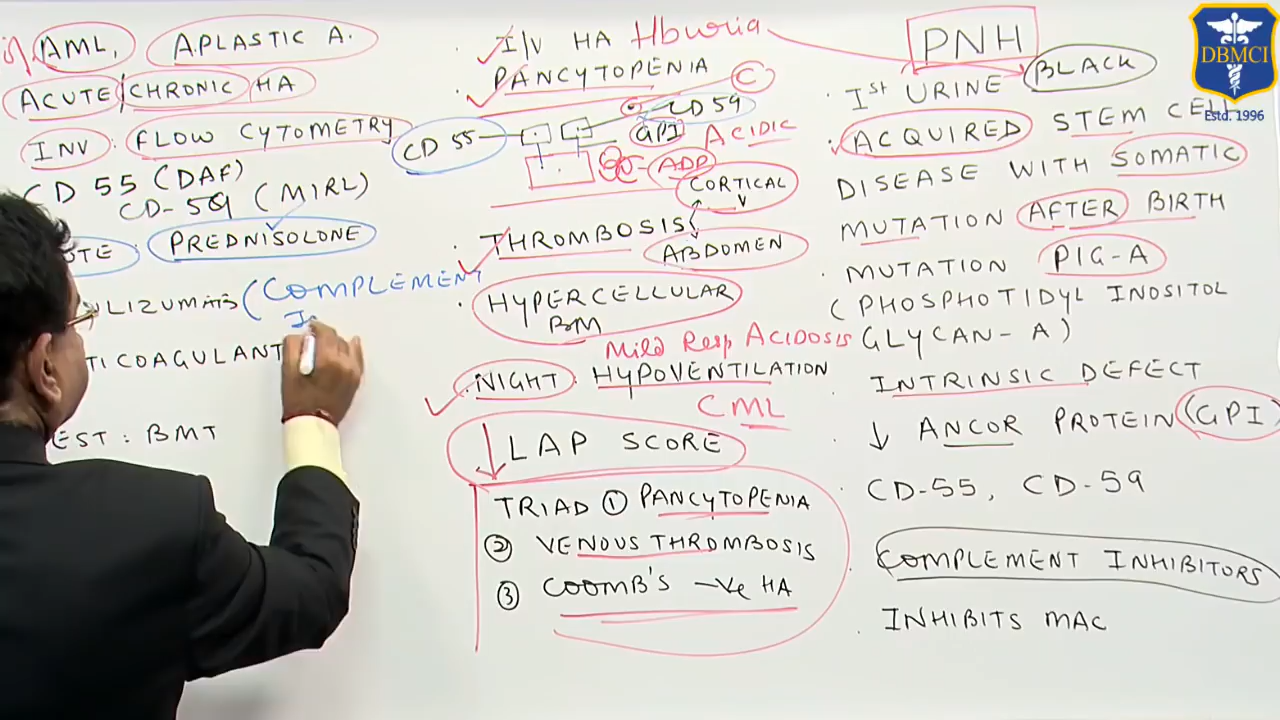 AML, APLASTIC A.
ACUTE/CHRONIC HA
INV FLOW CYTOMETRY
CD 55 (DAF)
CD-59 (MIRL)
PREDNISOLONE
(COMPLEMENT
EST: BMT
I/V HA Hburia
PANCYTOPENIA
C
CD 59
CD 55
GPI ACIDIC
ADP
CORTICAL
THROMBOSIS
ABDOMEN
HYPERCELLULAR
BM
Mild Resp ACIDOSIS
NIGHT HYPOVENTILATION
CML
↓ LAP SCORE
TRIAD ① PANCYTOPENIA
② VENOUS THROMBOSIS
③ COOMB'S -Ve HA
PNH
Ist URINE BLACK
ACQUIRED STEM CELL
DISEASE WITH SOMATIC
MUTATION AFTER BIRTH
MUTATION PIG-A
(PHOSPHOTIDYL INOSITOL
GLYCAN-A)
INTRINSIC DEFECT
↓ ANCOR PROTEIN (GPI)
CD-55, CD-59
COMPLEMENT INHIBITORS
INHIBITS MAC
DBMCI
Estd. 1996